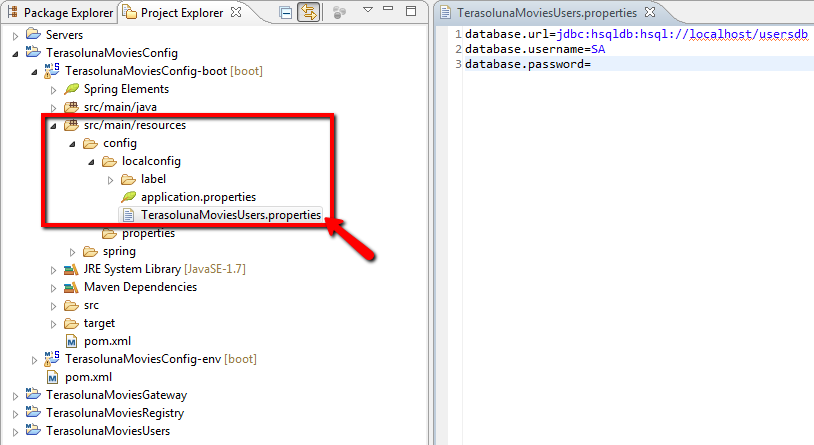 Package Explorer
Project Explorer
Servers
TerasolunaMoviesConfig
TerasolunaMoviesConfig-boot [boot]
Spring Elements
src/main/java
src/main/resources
config
localconfig
label
application.properties
TerasolunaMoviesUsers.properties
properties
spring
JRE System Library [JavaSE-1.7]
Maven Dependencies
src
target
pom.xml
TerasolunaMoviesConfig-env [boot]
pom.xml
TerasolunaMoviesGateway
TerasolunaMoviesRegistry
TerasolunaMoviesUsers
TerasolunaMoviesUsers.properties
1 database.url=jdbc:hsqldb:hsql://localhost/usersdb
2 database.username=SA
3 database.password=